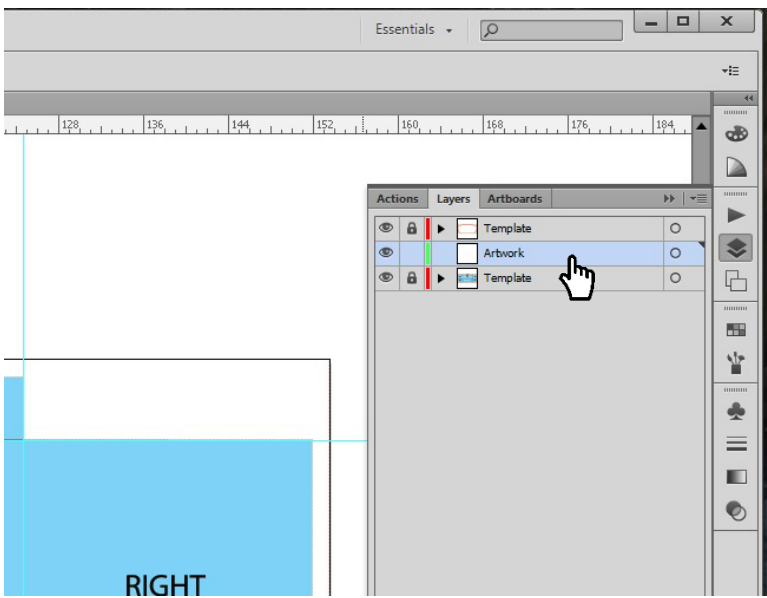 Essentials
128 136 144 152 160 168 176 184
Actions Layers Artboards
Template
Artwork
Template
RIGHT